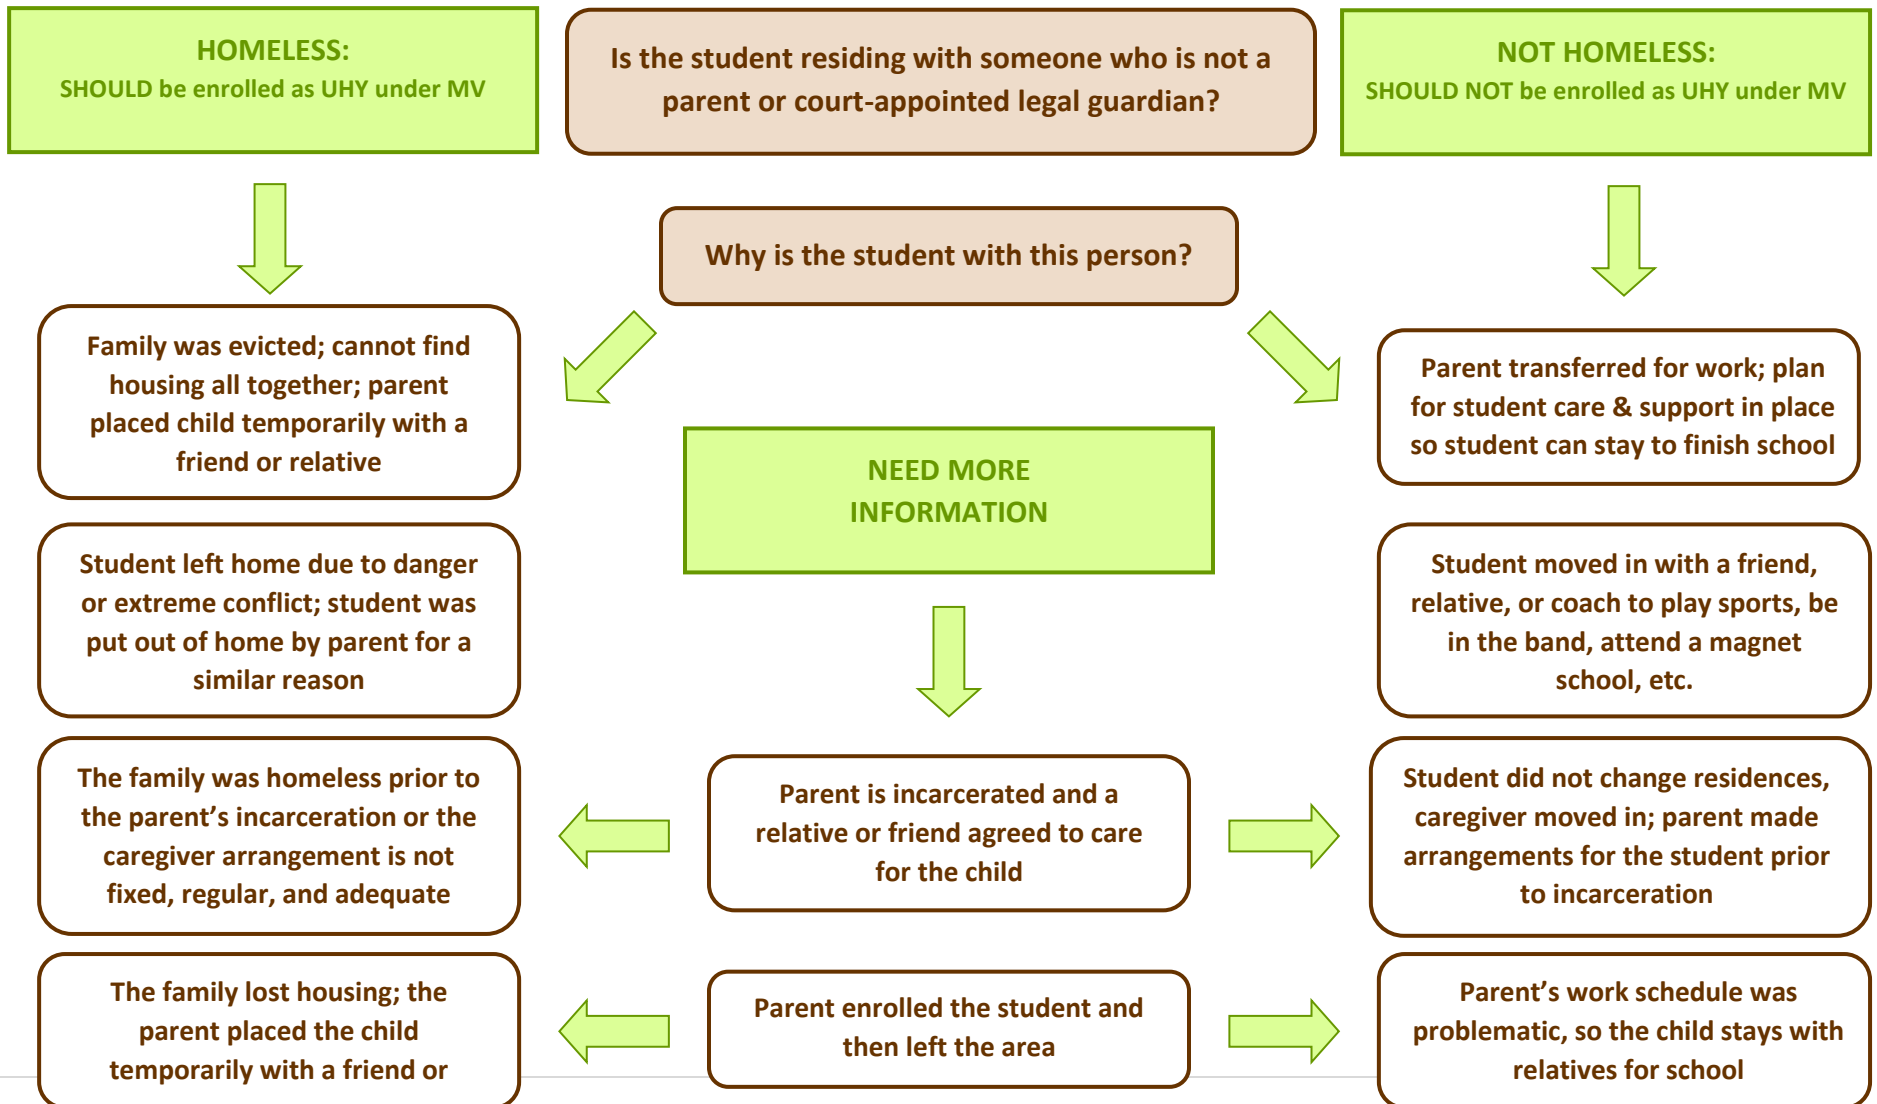 HOMELESS:
SHOULD be enrolled as UHY under MV
Is the student residing with someone who is not a
parent or court-appointed legal guardian?
NOT HOMELESS:
SHOULD NOT be enrolled as UHY under MV
Why is the student with this person?
Family was evicted; cannot find
housing all together; parent
placed child temporarily with a
friend or relative
Parent transferred for work; plan
for student care & support in place
so student can stay to finish school
NEED MORE
INFORMATION
Student left home due to danger
or extreme conflict; student was
put out of home by parent for a
similar reason
Student moved in with a friend,
relative, or coach to play sports, be
in the band, attend a magnet
school, etc.
The family was homeless prior to
the parent’s incarceration or the
caregiver arrangement is not
fixed, regular, and adequate
Parent is incarcerated and a
relative or friend agreed to care
for the child
Student did not change residences,
caregiver moved in; parent made
arrangements for the student prior
to incarceration
The family lost housing; the
parent placed the child
temporarily with a friend or
Parent enrolled the student and
then left the area
Parent’s work schedule was
problematic, so the child stays with
relatives for school